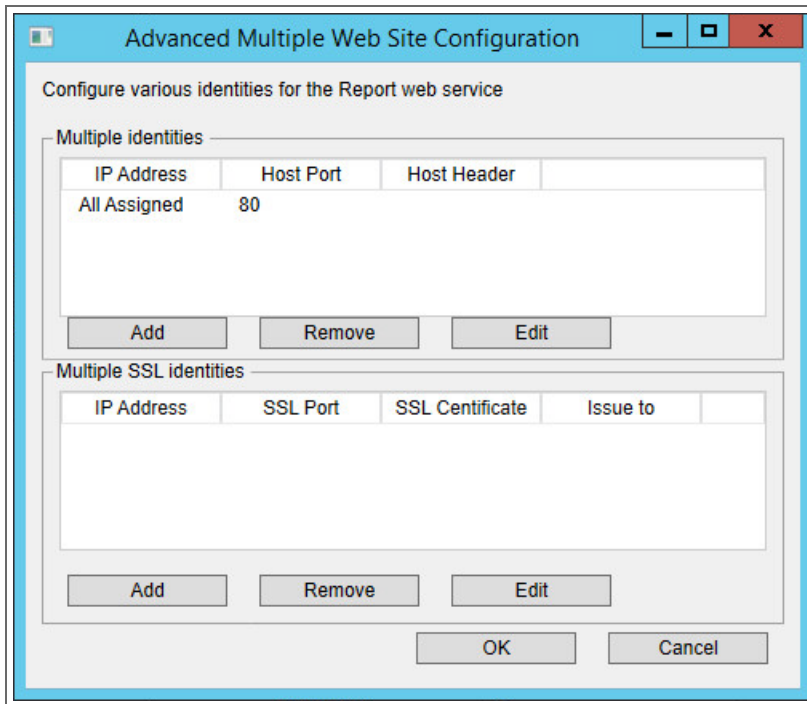 Advanced Multiple Web Site Configuration
Configure various identities for the Report web service
Multiple identities
IP Address Host Port Host Header
All Assigned 80
Add Remove Edit
Multiple SSL identities
IP Address SSL Port SSL Centificate Issue to
Add Remove Edit
OK Cancel